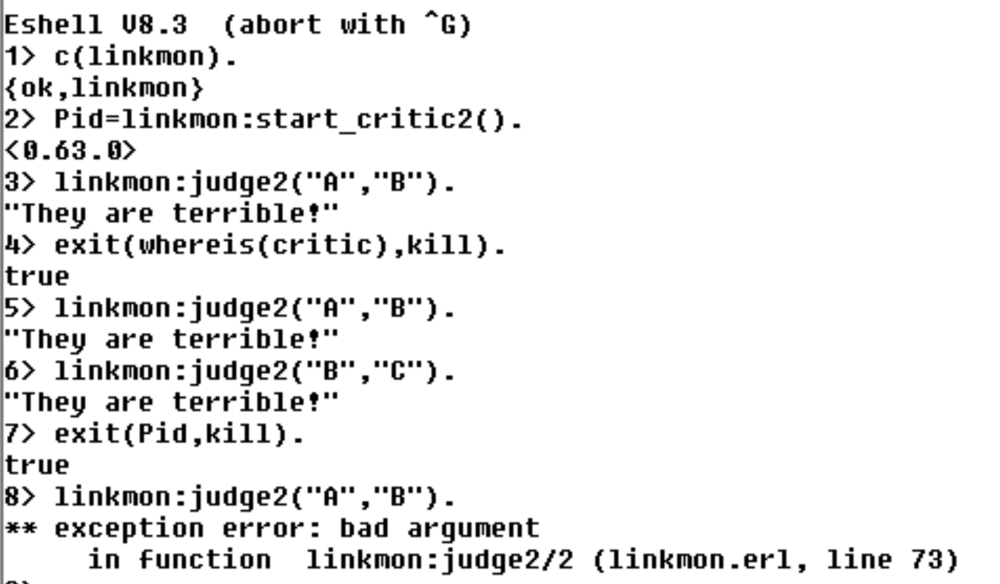 Eshell V8.3  (abort with ^G)
1> c(linkmon).
{ok,linkmon}
2> Pid=linkmon:start_critic2().
<0.63.0>
3> linkmon:judge2("A","B").
"They are terrible!"
4> exit(whereis(critic),kill).
true
5> linkmon:judge2("A","B").
"They are terrible!"
6> linkmon:judge2("B","C").
"They are terrible!"
7> exit(Pid,kill).
true
8> linkmon:judge2("A","B").
** exception error: bad argument
     in function  linkmon:judge2/2 (linkmon.erl, line 73)